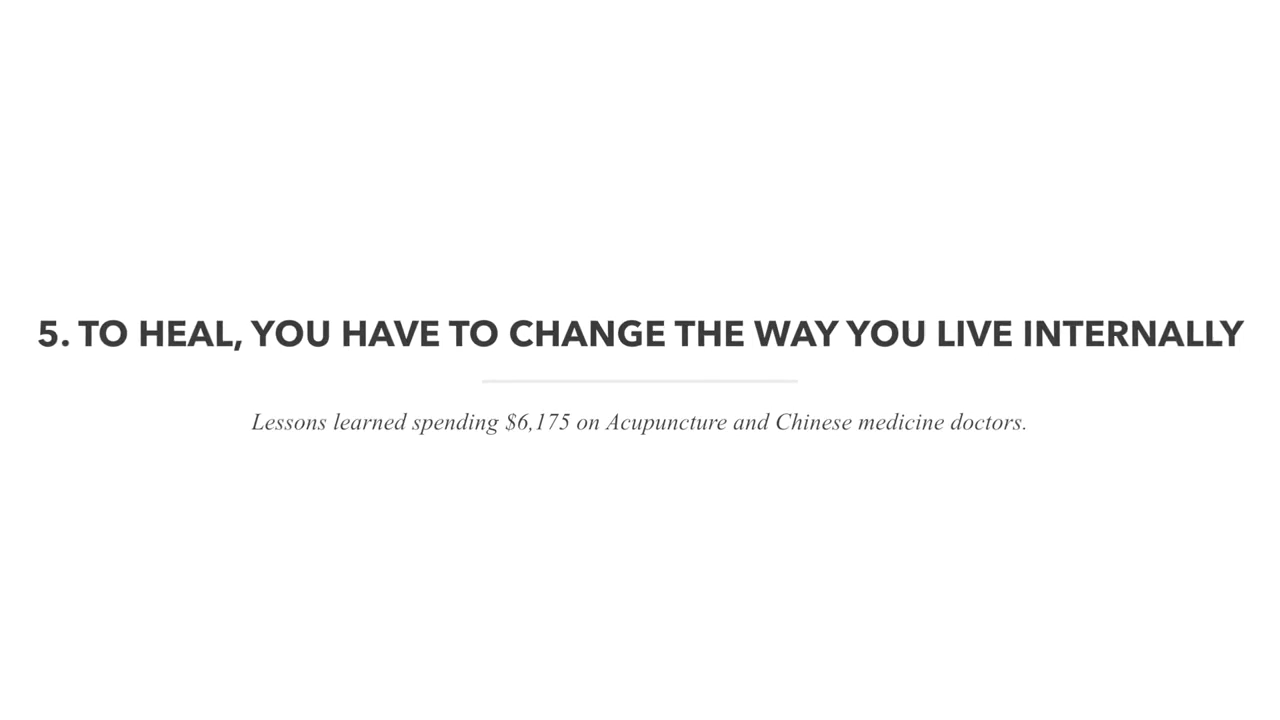 5. TO HEAL, YOU HAVE TO CHANGE THE WAY YOU LIVE INTERNALLY
Lessons learned spending $6,175 on Acupuncture and Chinese medicine doctors.